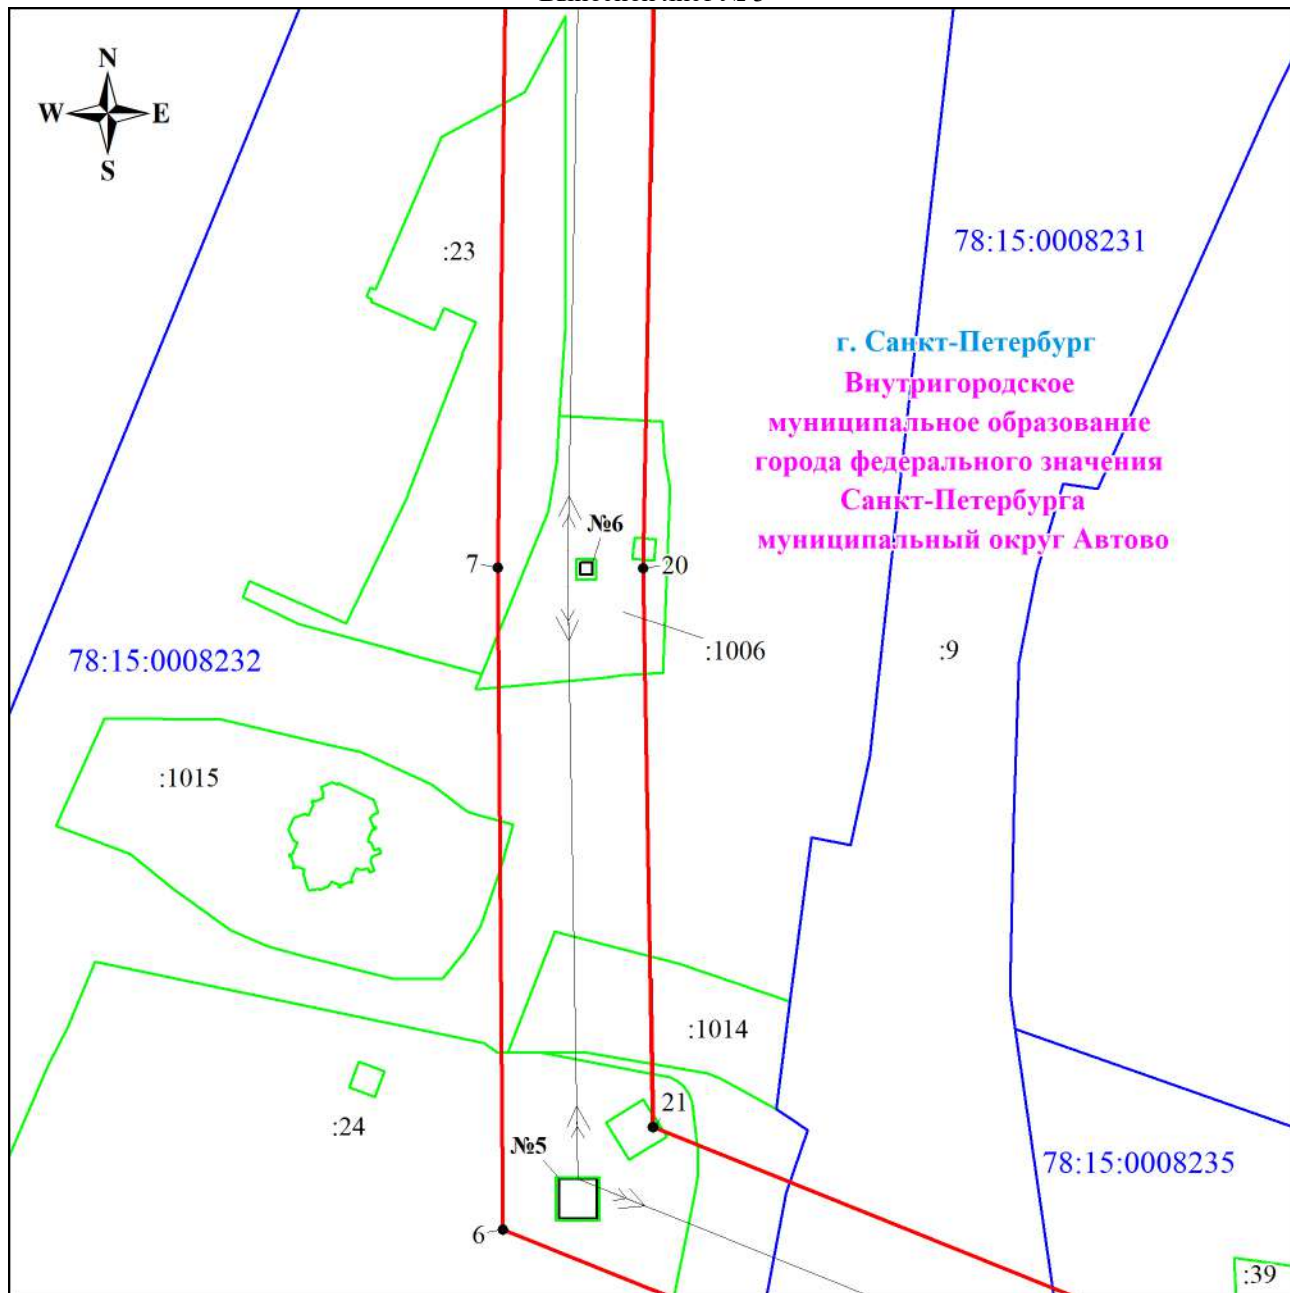 N
W E
S
:23
78:15:0008231
г. Санкт-Петербург
Внутригородское
муниципальное образование
города федерального значения
Санкт-Петербурга
муниципальный округ Автово
№6
7
20
:1006
:9
78:15:0008232
:1015
:1014
21
:24
№5
78:15:0008235
6
:39